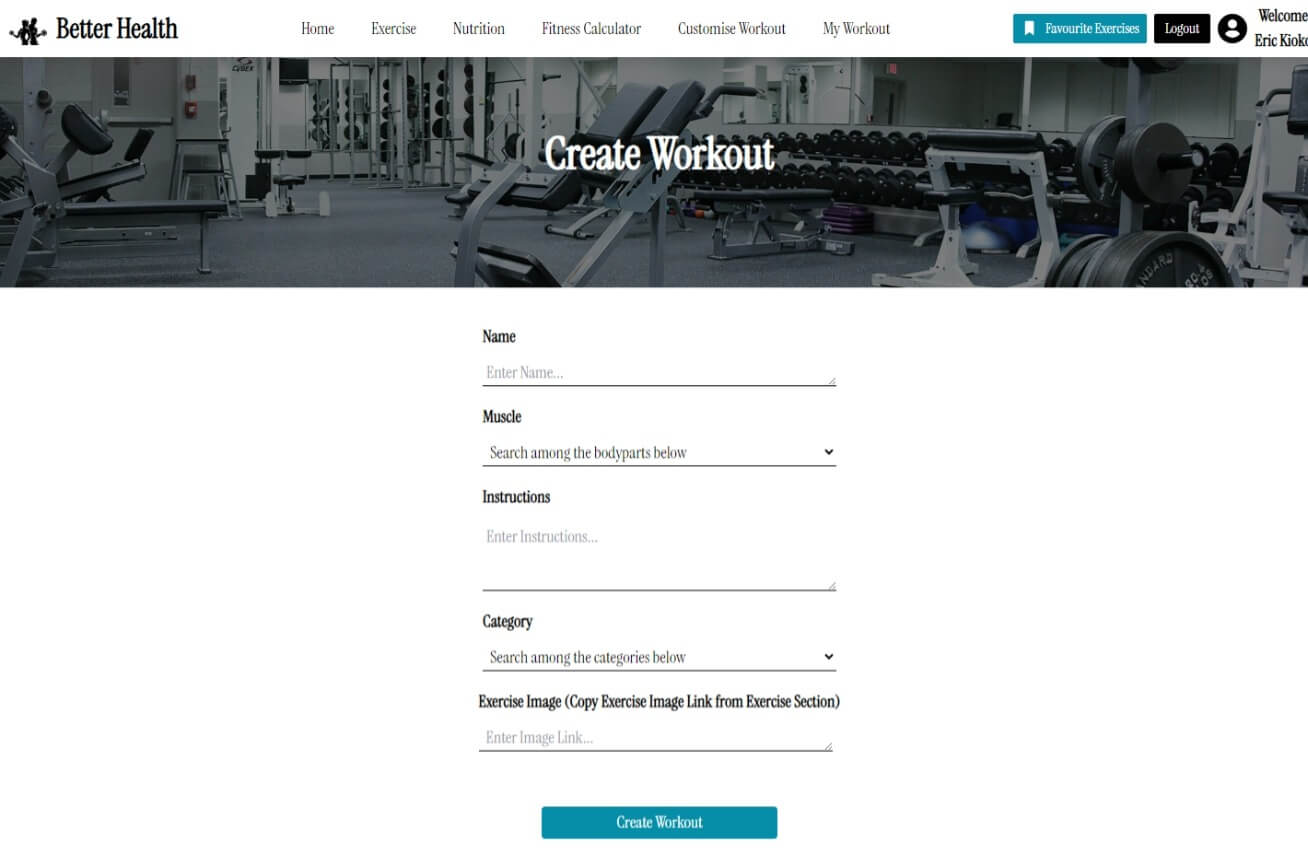 Better Health
Home
Exercise
Nutrition
Fitness Calculator
Customise Workout
My Workout
Favourite Exercises
Logout
Welcome
Eric Kioko
CYBEX
Create Workout
Name
Enter Name...
Muscle
Search among the bodyparts below
Instructions
Enter Instructions...
Category
Search among the categories below
Exercise Image (Copy Exercise Image Link from Exercise Section)
Enter Image Link...
Create Workout